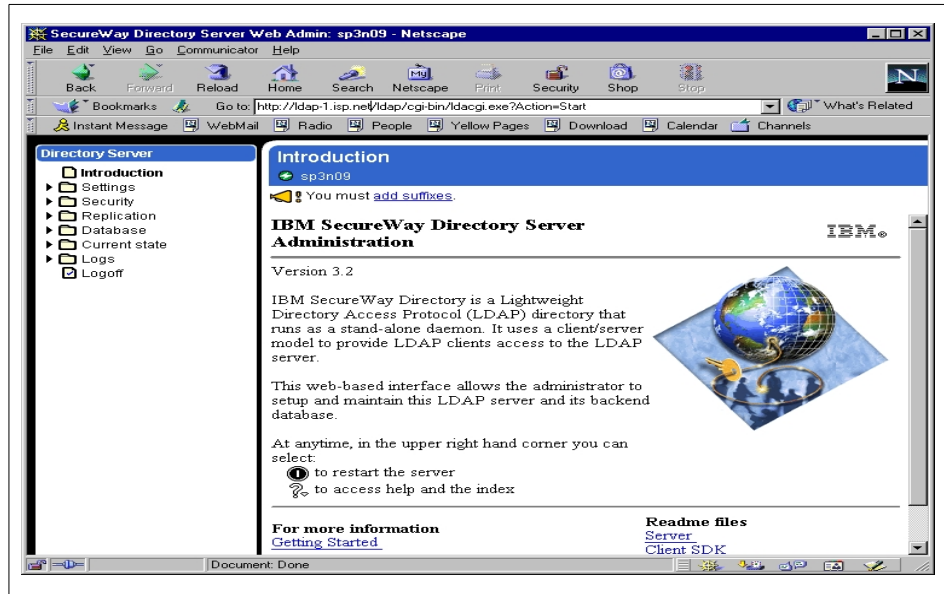 SecureWay Directory Server Web Admin: sp3n09 - Netscape
File Edit View Go Communicator Help
Back Forward Reload Home Search Netscape Print Security Shop Stop
My
N
Bookmarks Go to: http://ldap-1.isp.net/ldap/cgi-bin/ldacgi.exe?Action=Start What's Related
Instant Message WebMail Radio People Yellow Pages Download Calendar Channels
Directory Server
Introduction
Settings
Security
Replication
Database
Current state
Logs
Logoff
Introduction
sp3n09
You must add suffixes.
IBM SecureWay Directory Server
Administration
IBM®
Version 3.2
IBM SecureWay Directory is a Lightweight
Directory Access Protocol (LDAP) directory that
runs as a stand-alone daemon. It uses a client/server
model to provide LDAP clients access to the LDAP
server.
This web-based interface allows the administrator to
setup and maintain this LDAP server and its backend
database.
At anytime, in the upper right hand corner you can
select:
to restart the server
to access help and the index
For more information
Getting Started
Readme files
Server
Client SDK
Document: Done